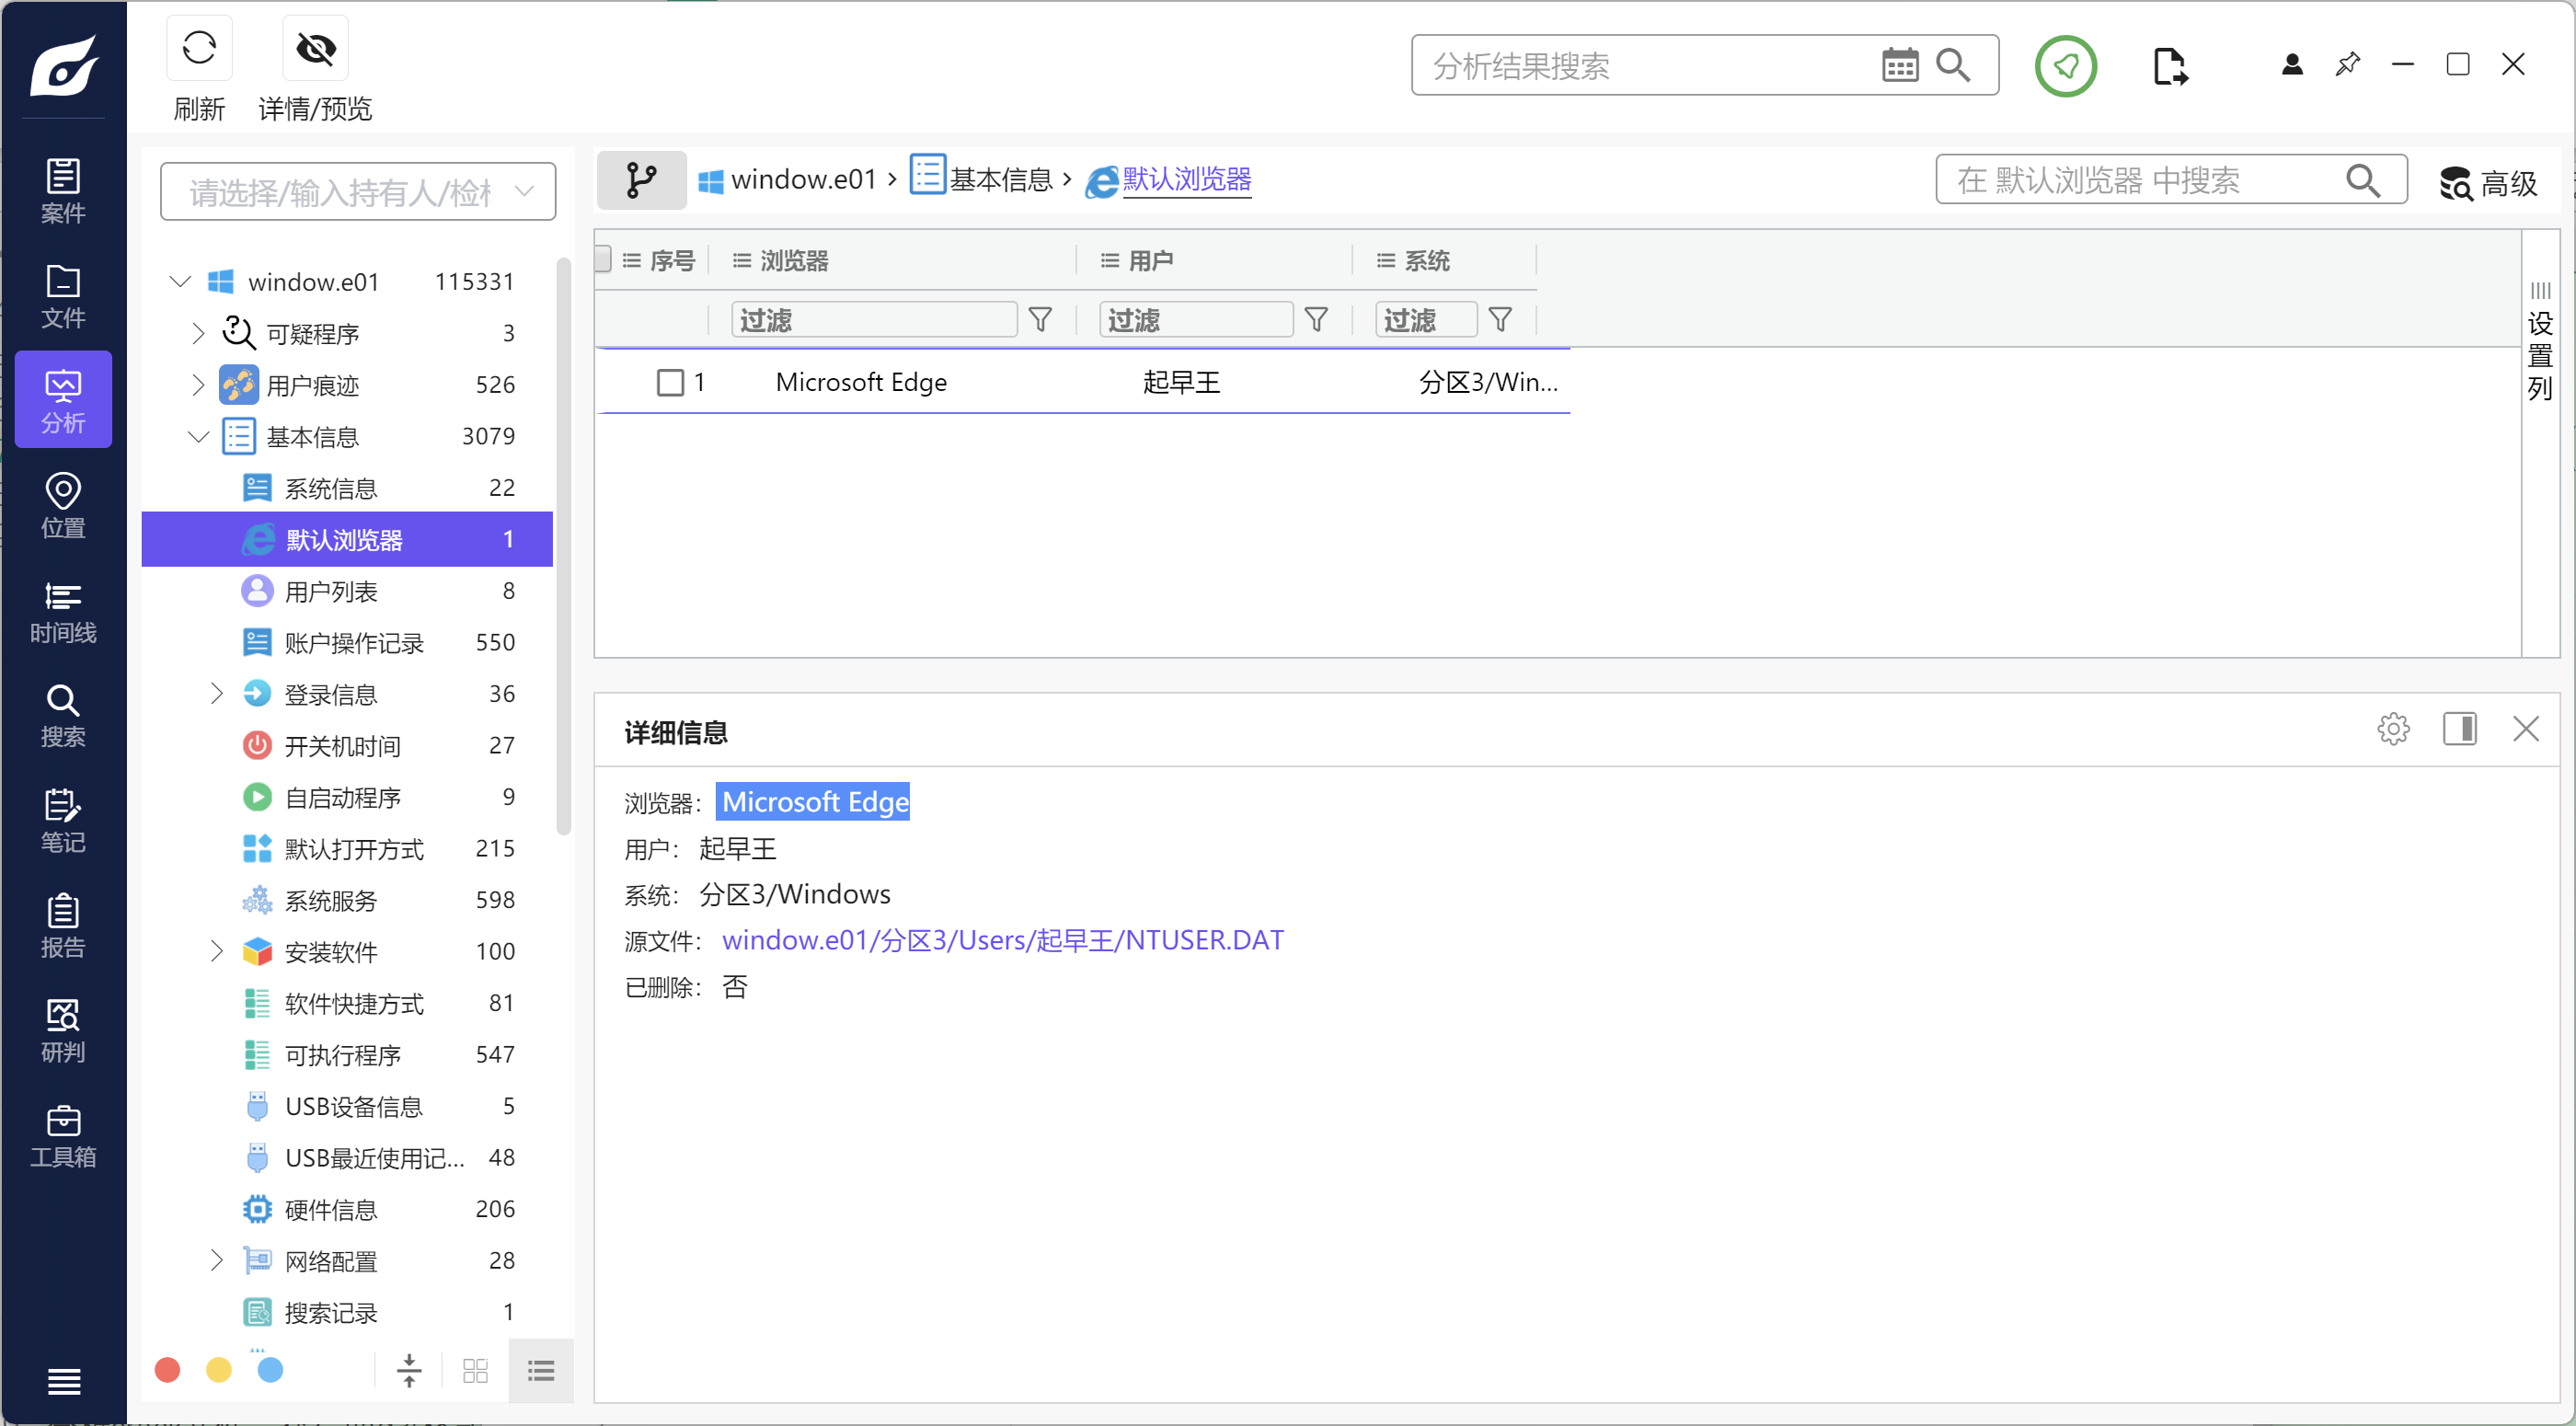 刷新
详情/预览
分析结果搜索
案件
文件
分析
位置
时间线
搜索
笔记
报告
研判
工具箱
请选择/输入持有人/检材
window.e01 115331
可疑程序 3
用户痕迹 526
基本信息 3079
系统信息 22
默认浏览器 1
用户列表 8
账户操作记录 550
登录信息 36
开关机时间 27
自启动程序 9
默认打开方式 215
系统服务 598
安装软件 100
软件快捷方式 81
可执行程序 547
USB设备信息 5
USB最近使用记... 48
硬件信息 206
网络配置 28
搜索记录 1
window.e01 › 基本信息 › 默认浏览器
在 默认浏览器 中搜索
高级
序号 浏览器 用户 系统
过滤 过滤 过滤
1 Microsoft Edge 起早王 分区3/Win...
设置列
详细信息
浏览器： Microsoft Edge
用户： 起早王
系统： 分区3/Windows
源文件： window.e01/分区3/Users/起早王/NTUSER.DAT
已删除： 否